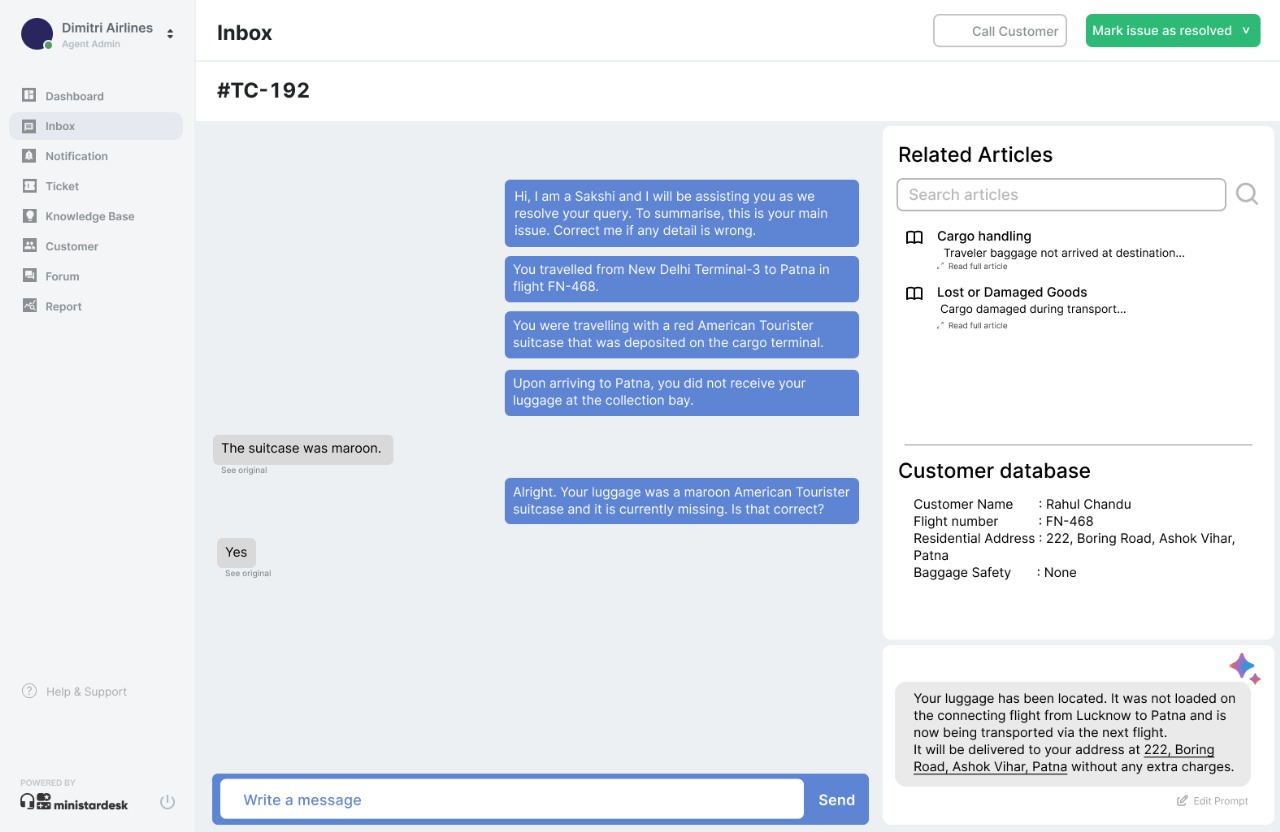 Dimitri Airlines
Agent Admin
Dashboard
Inbox
Notification
Ticket
Knowledge Base
Customer
Forum
Report
Help & Support
POWERED BY
ministardesk
Inbox
Call Customer
Mark issue as resolved
#TC-192
Hi, I am a Sakshi and I will be assisting you as we
resolve your query. To summarise, this is your main
issue. Correct me if any detail is wrong.
You travelled from New Delhi Terminal-3 to Patna in
flight FN-468.
You were travelling with a red American Tourister
suitcase that was deposited on the cargo terminal.
Upon arriving to Patna, you did not receive your
luggage at the collection bay.
The suitcase was maroon.
See original
Alright. Your luggage was a maroon American Tourister
suitcase and it is currently missing. Is that correct?
Yes
See original
Write a message
Send
Related Articles
Search articles
Cargo handling
Traveler baggage not arrived at destination...
Read full article
Lost or Damaged Goods
Cargo damaged during transport...
Read full article
Customer database
Customer Name : Rahul Chandu
Flight number : FN-468
Residential Address : 222, Boring Road, Ashok Vihar,
Patna
Baggage Safety : None
Your luggage has been located. It was not loaded on
the connecting flight from Lucknow to Patna and is
now being transported via the next flight.
It will be delivered to your address at 222, Boring
Road, Ashok Vihar, Patna without any extra charges.
Edit Prompt